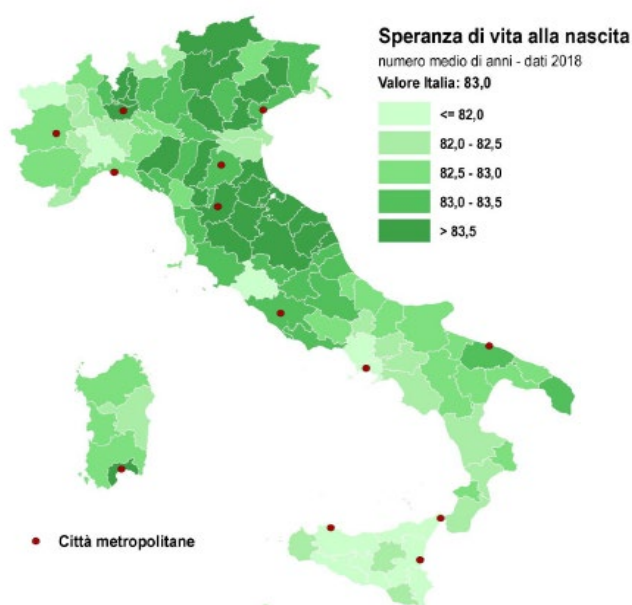 Speranza di vita alla nascita
numero medio di anni - dati 2018
Valore Italia: 83,0
<= 82,0
82,0 - 82,5
82,5 - 83,0
83,0 - 83,5
> 83,5
Città metropolitane